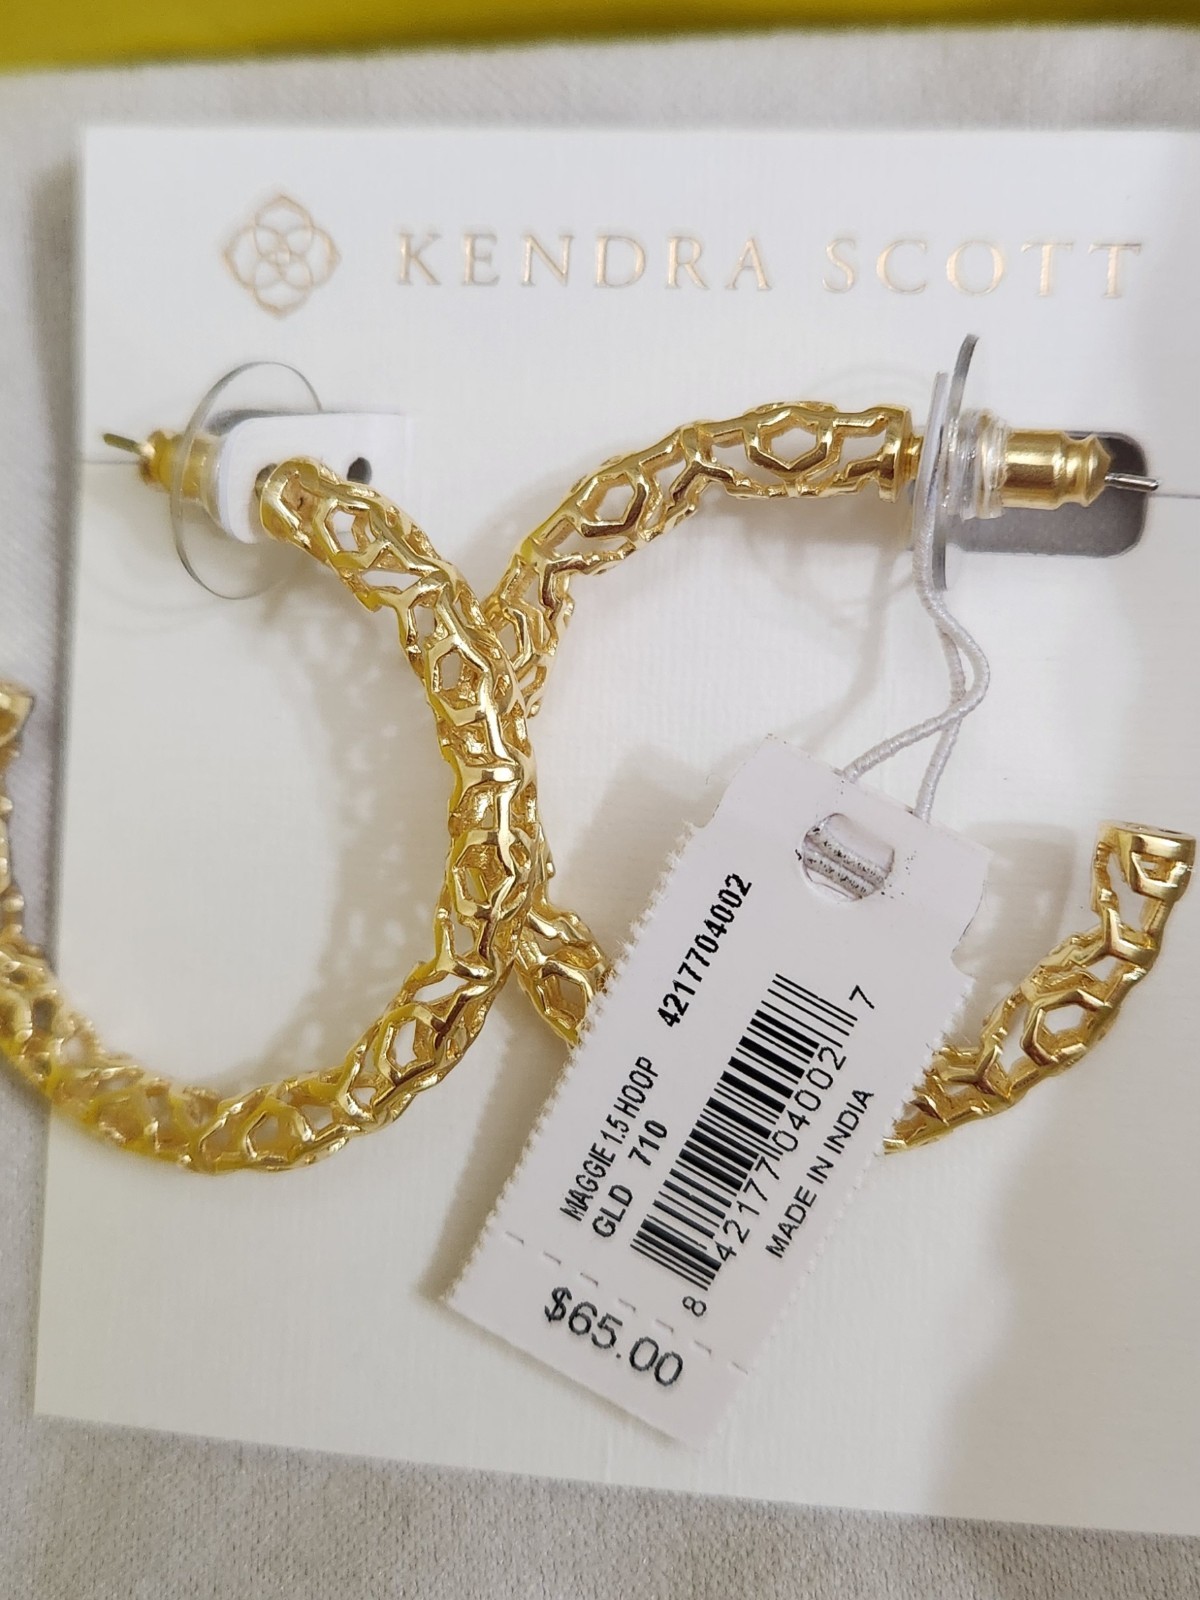 KENDRA SCOTT
4217704002
MAGGIE 1.5 HOOP
GLD 710
8 42177 04002 7
MADE IN INDIA
$65.00